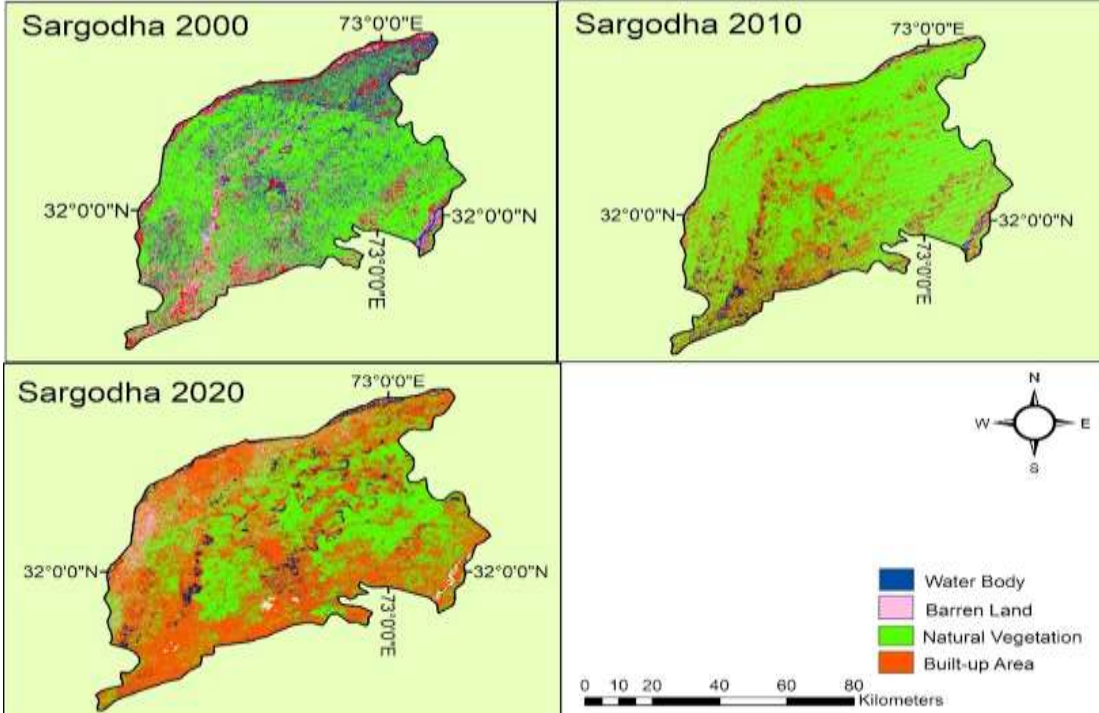 Sargodha 2000
73°0'0"E
32°0'0"N
32°0'0"N
73°0'0"E
Sargodha 2010
73°0'0"E
32°0'0"N
32°0'0"N
73°0'0"E
Sargodha 2020
73°0'0"E
32°0'0"N
32°0'0"N
73°0'0"E
N
W
E
S
Water Body
Barren Land
Natural Vegetation
Built-up Area
0 10 20 40 60 80
Kilometers